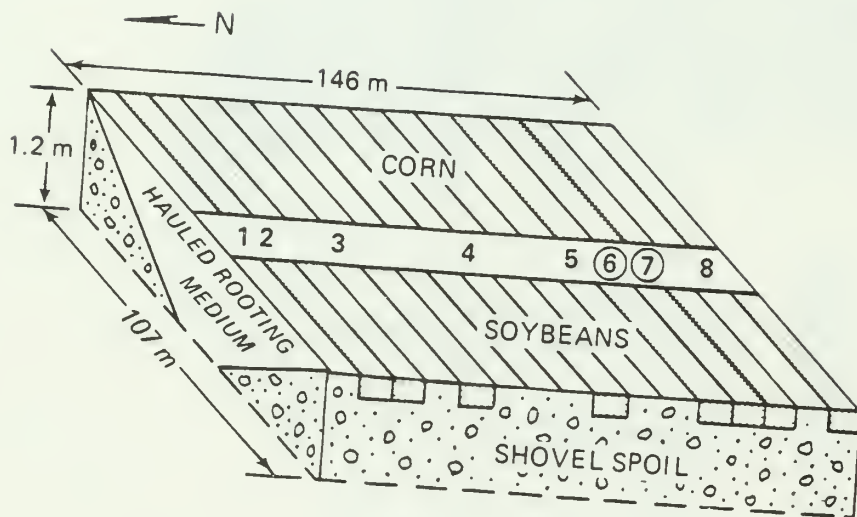 N
146 m
1.2 m
CORN
HAULED ROOTING
MEDIUM
1 2 3 4 5 6 7 8
107 m
SOYBEANS
SHOVEL SPOIL